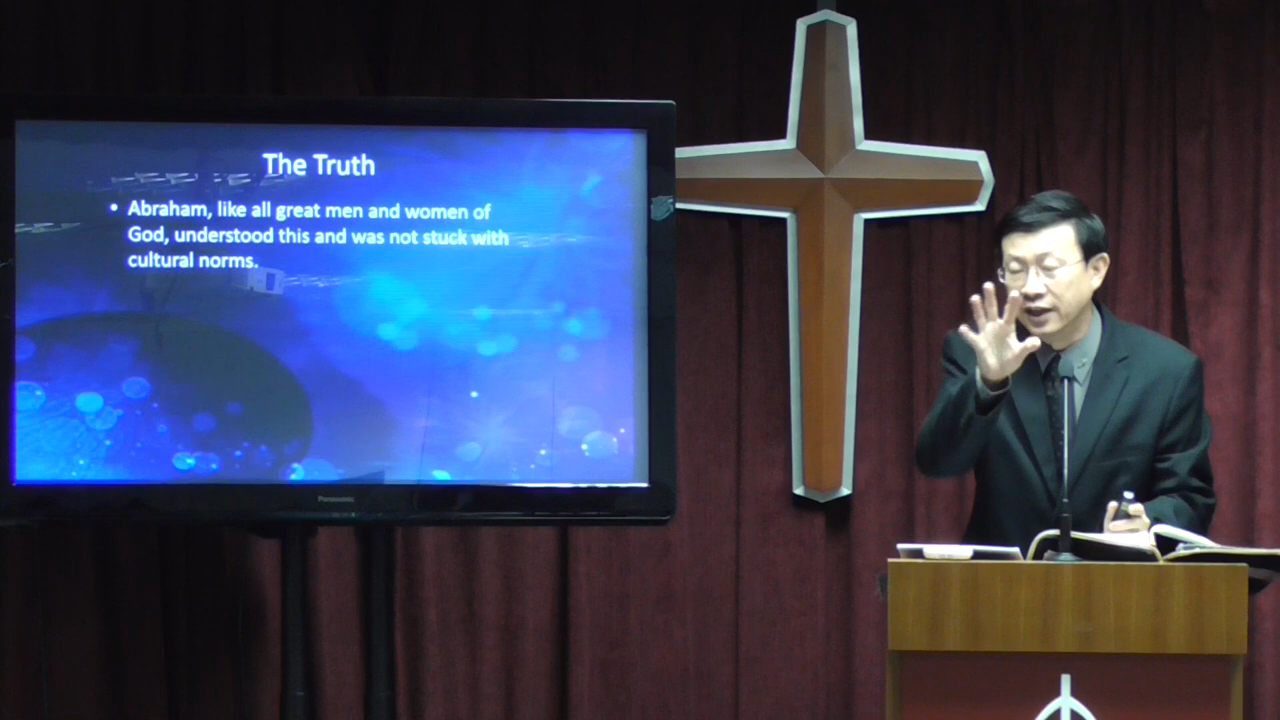 The Truth
• Abraham, like all great men and women of
God, understood this and was not stuck with
cultural norms.
Panasonic